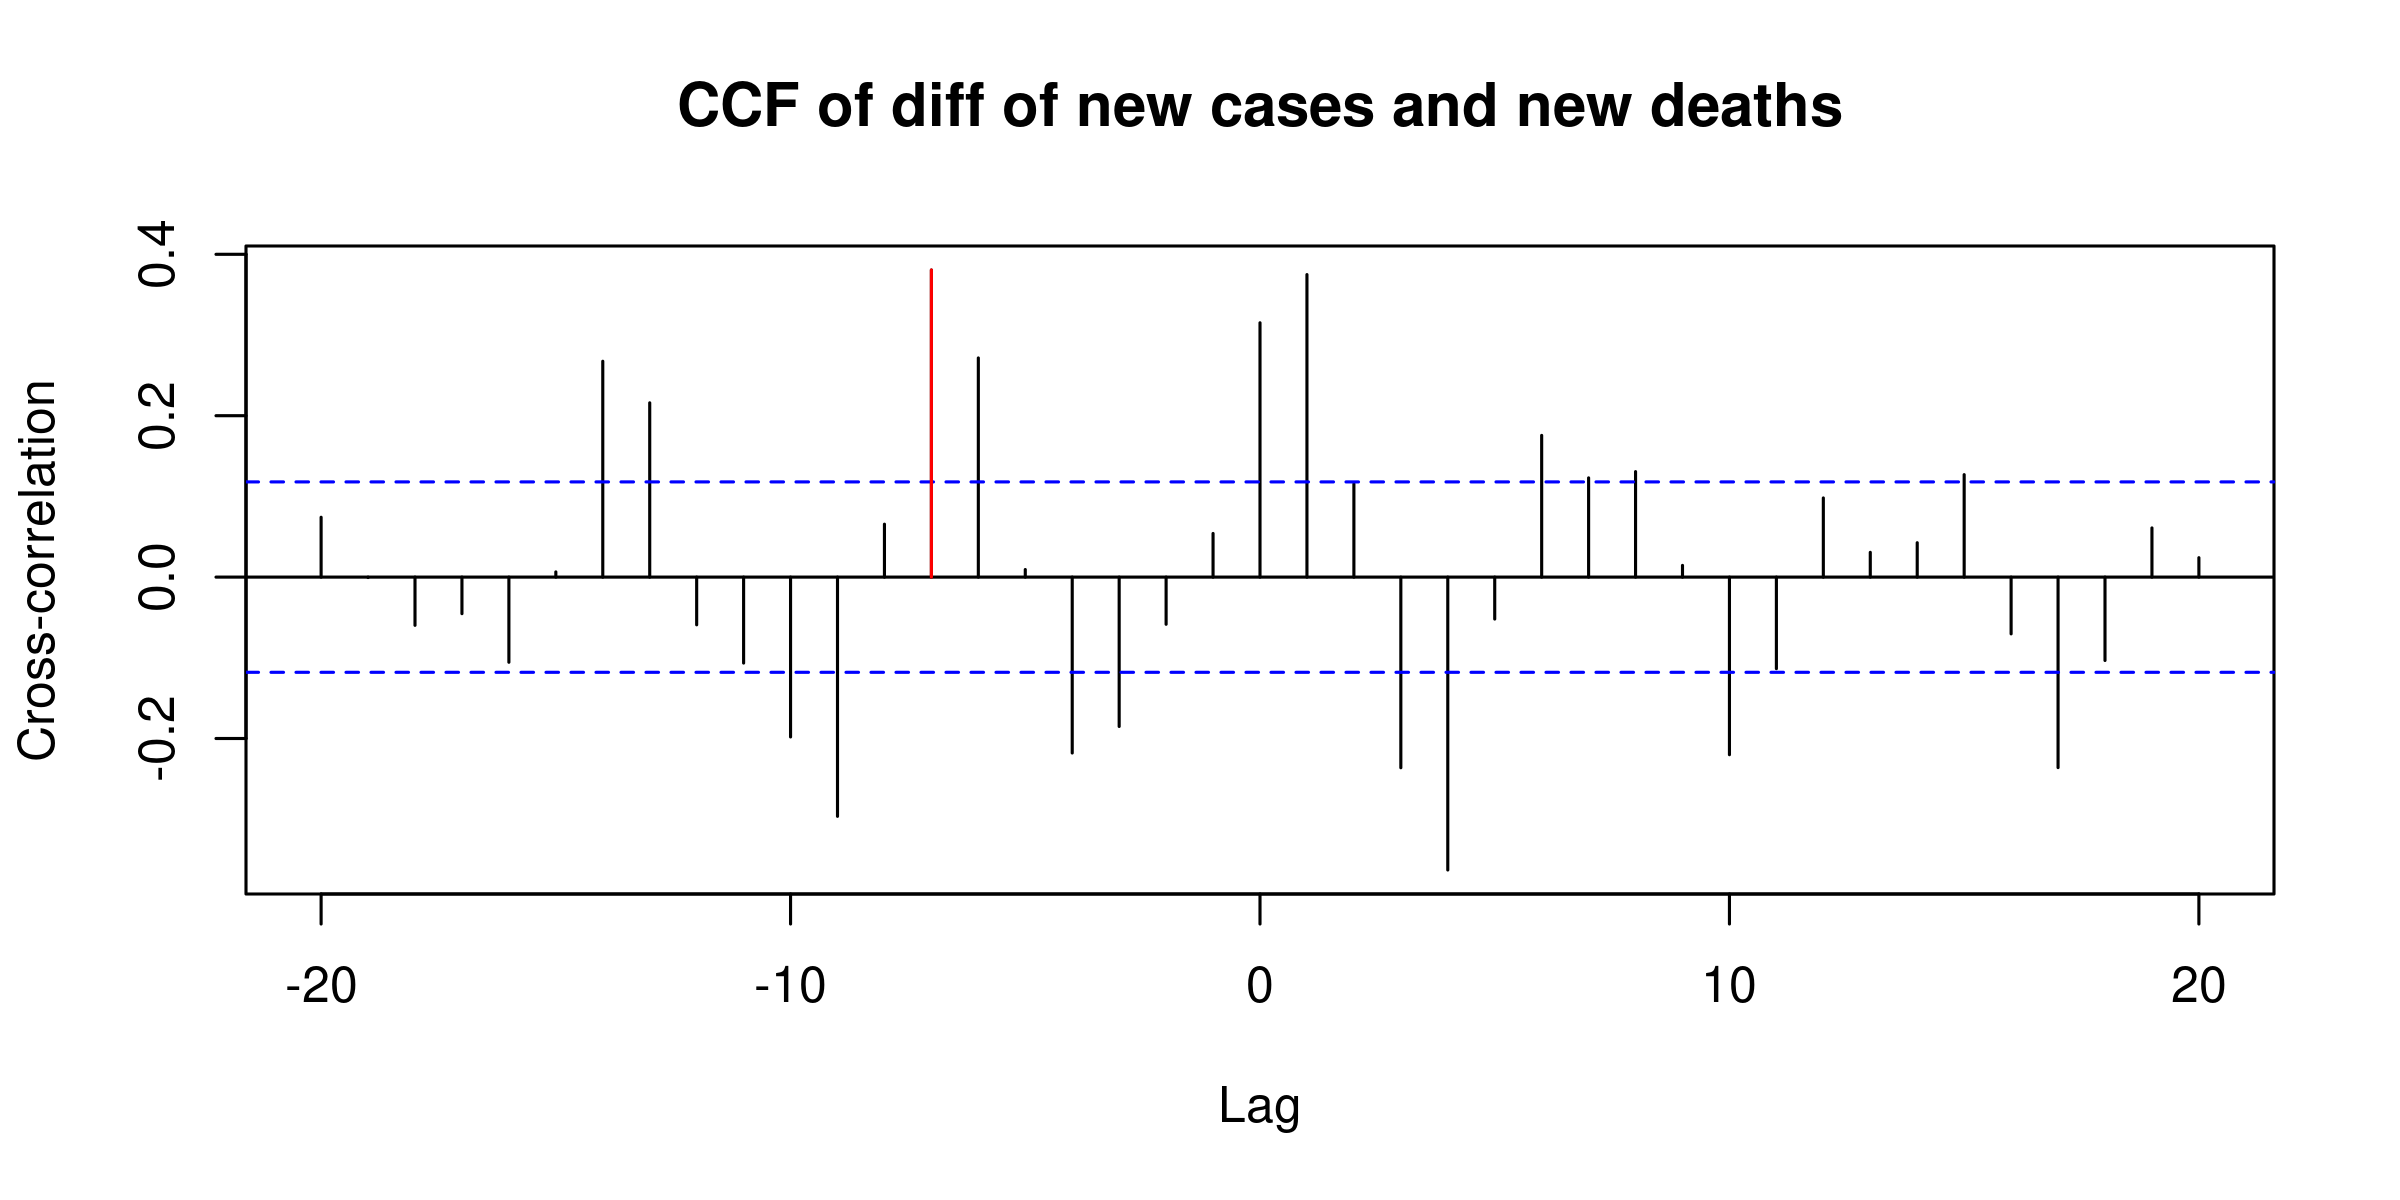 CCF of diff of new cases and new deaths
Cross-correlation
0.4
0.2
0.0
-0.2
-20 -10 0 10 20
Lag